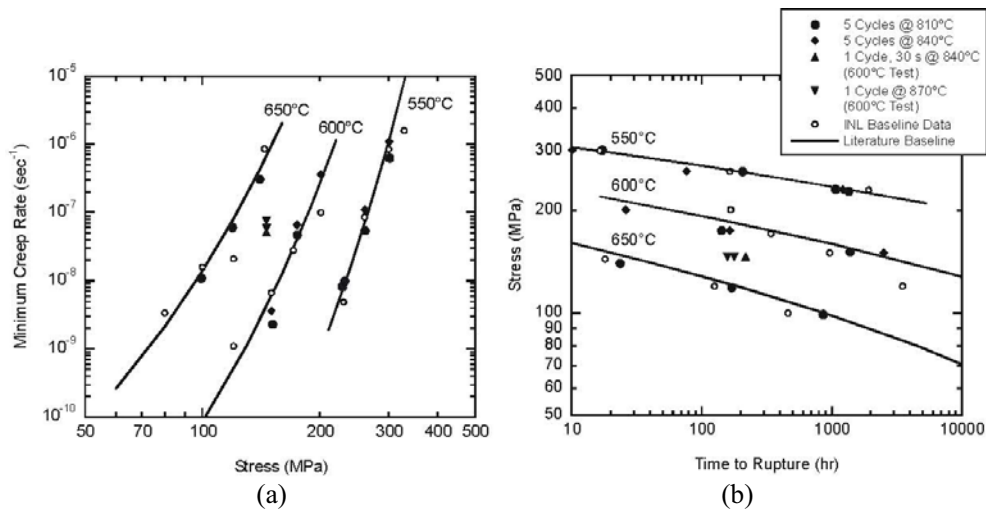 5 Cycles @ 810°C
5 Cycles @ 840°C
1 Cycle, 30 s @ 840°C
(600°C Test)
1 Cycle @ 870°C
(600°C Test)
INL Baseline Data
Literature Baseline
10⁻⁵
10⁻⁶
10⁻⁷
10⁻⁸
10⁻⁹
10⁻¹⁰
Minimum Creep Rate (sec⁻¹)
650°C
600°C
550°C
50 70 100 200 300 400 500
Stress (MPa)
(a)
500
400
300
200
100
90
80
70
60
50
Stress (MPa)
550°C
600°C
650°C
10 100 1000 10000
Time to Rupture (hr)
(b)